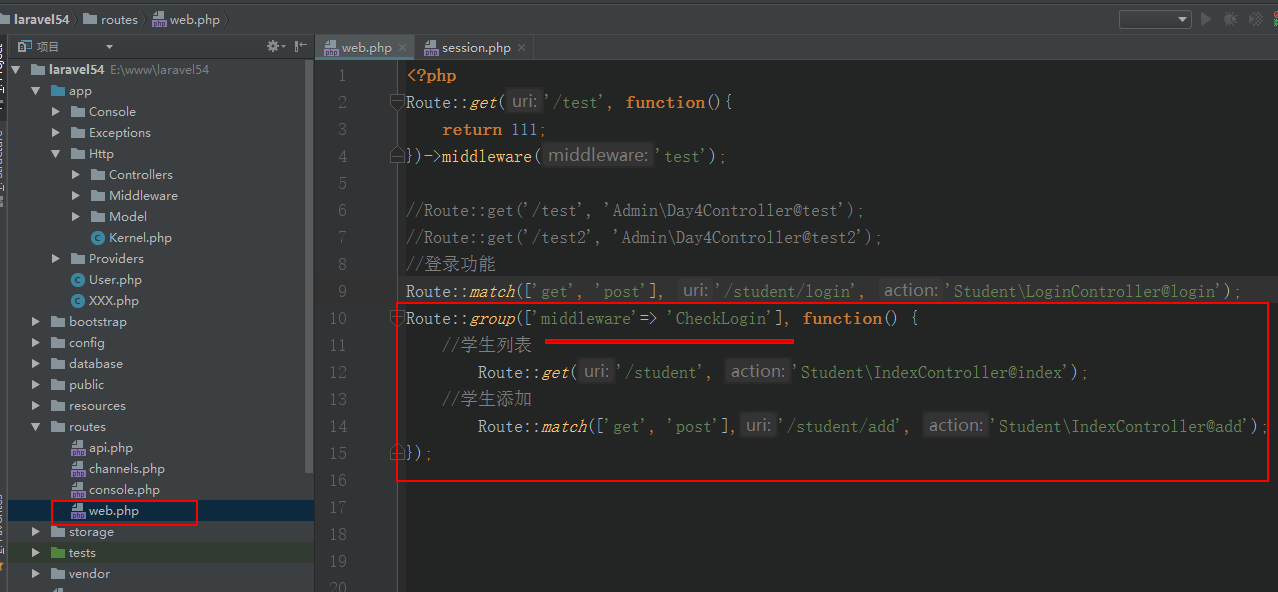 laravel54 routes web.php
项目
web.php session.php
laravel54 E:\www\laravel54
app
Console
Exceptions
Http
Controllers
Middleware
Model
Kernel.php
Providers
User.php
XXX.php
bootstrap
config
database
public
resources
routes
api.php
channels.php
console.php
web.php
storage
tests
vendor
1 <?php
2 Route::get( uri: '/test', function(){
3 return 111;
4 })->middleware( middleware: 'test');
5
6 //Route::get('/test', 'Admin\Day4Controller@test');
7 //Route::get('/test2', 'Admin\Day4Controller@test2');
8 //登录功能
9 Route::match(['get', 'post'], uri: '/student/login', action: 'Student\LoginController@login');
10 Route::group(['middleware'=> 'CheckLogin'], function() {
11 //学生列表
12 Route::get( uri: '/student', action: 'Student\IndexController@index');
13 //学生添加
14 Route::match(['get', 'post'], uri: '/student/add', action: 'Student\IndexController@add');
15 });
16
17
18
19
20